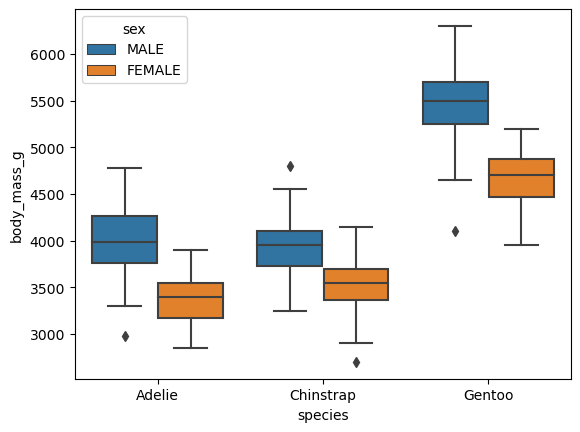 sex
MALE
FEMALE
6000
5500
5000
4500
4000
3500
3000
body_mass_g
Adelie
Chinstrap
Gentoo
species